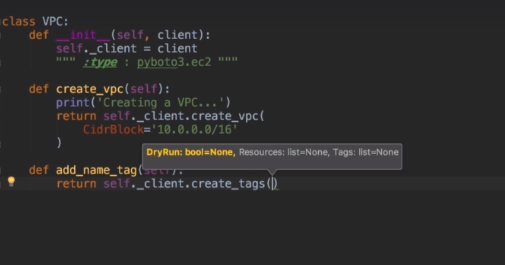 class VPC:
    def __init__(self, client):
        self._client = client
        """ :type : pyboto3.ec2 """

    def create_vpc(self):
        print('Creating a VPC...')
        return self._client.create_vpc(
            CidrBlock='10.0.0.0/16'
        )
DryRun: bool=None, Resources: list=None, Tags: list=None
    def add_name_tag(self):
        return self._client.create_tags()